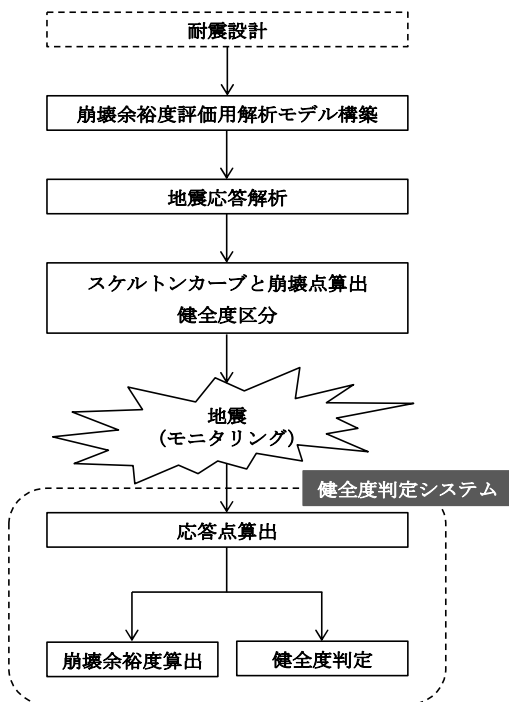 耐震設計
崩壊余裕度評価用解析モデル構築
地震応答解析
スケルトンカーブと崩壊点算出
健全度区分
地震
（モニタリング）
健全度判定システム
応答点算出
崩壊余裕度算出
健全度判定